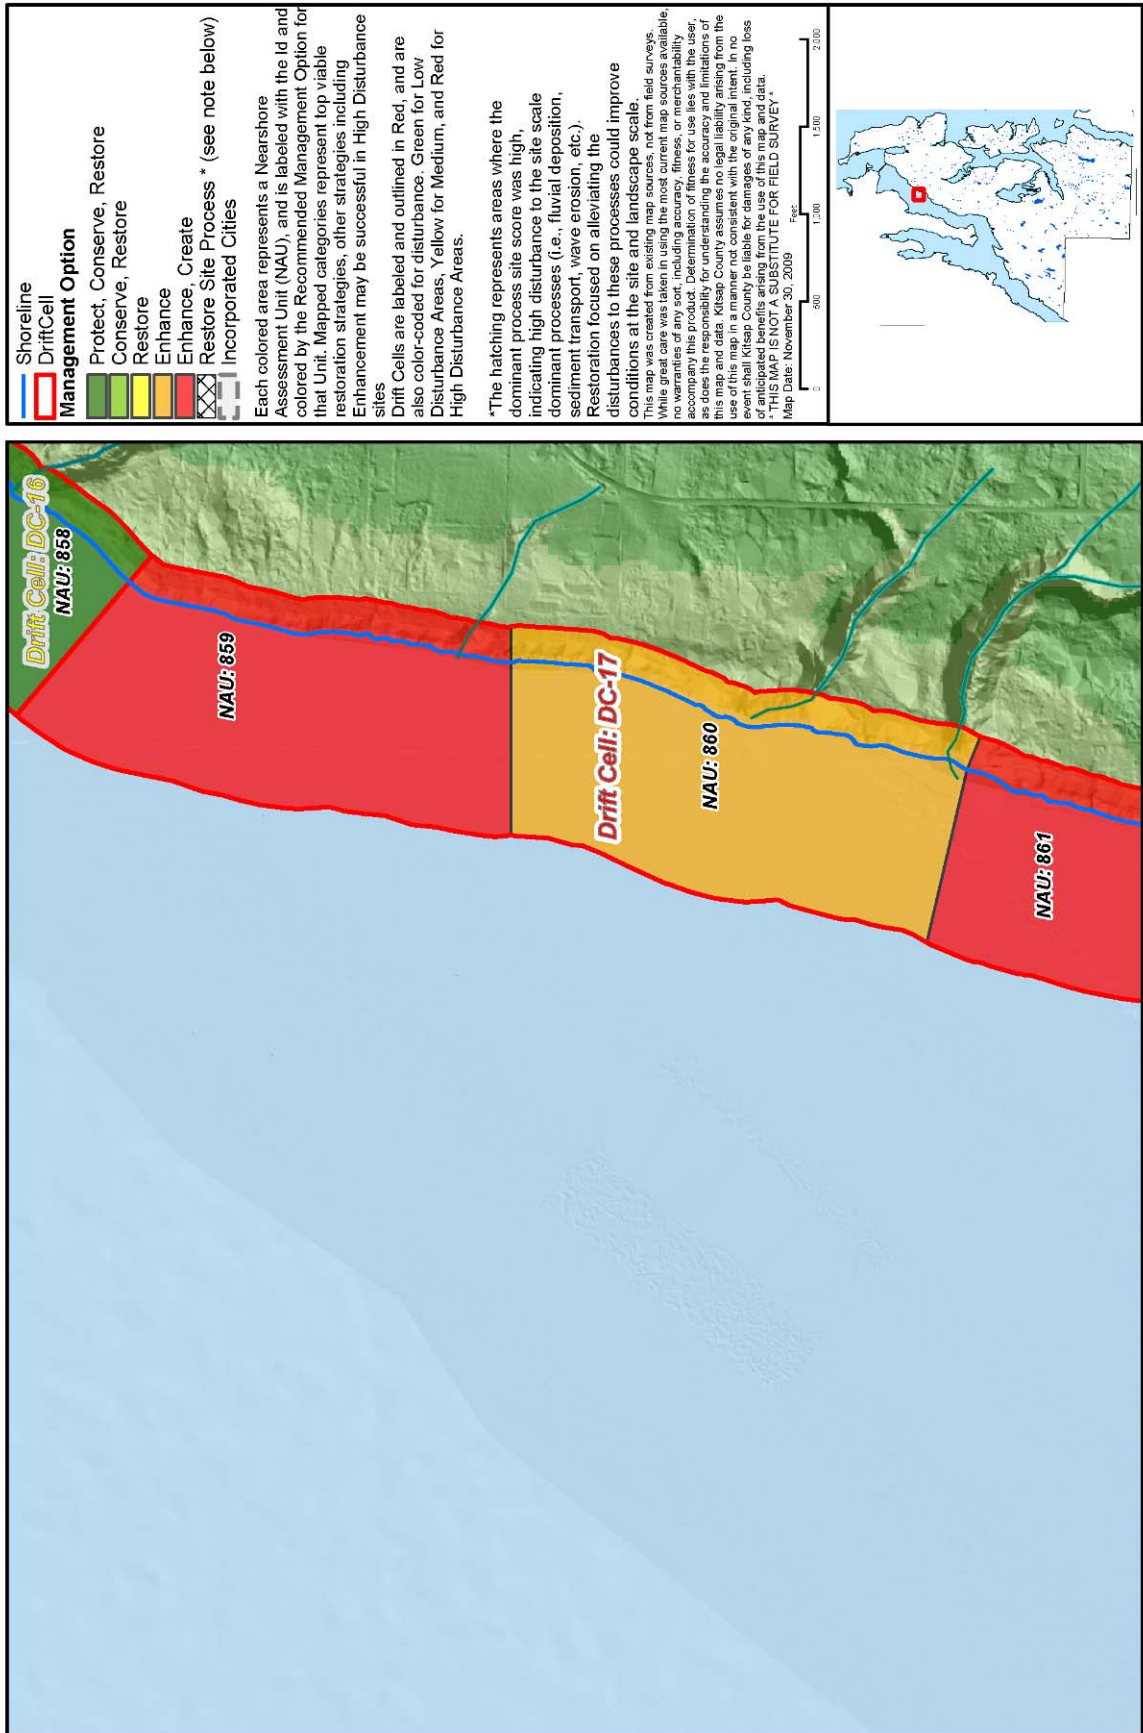 Shoreline
DriftCell
Management Option
Protect, Conserve, Restore
Conserve, Restore
Restore
Enhance
Enhance, Create
Restore Site Process * (see note below)
Incorporated Cities
Each colored area represents a Nearshore
Assessment Unit (NAU), and is labeled with the Id and
colored by the Recommended Management Option for
that Unit. Mapped categories represent top viable
restoration strategies, other strategies including
Enhancement may be successful in High Disturbance
sites
Drift Cells are labeled and outlined in Red, and are
also color-coded for disturbance. Green for Low
Disturbance Areas, Yellow for Medium, and Red for
High Disturbance Areas.
*The hatching represents areas where the
dominant process site score was high,
indicating high disturbance to the site scale
dominant processes (i.e., fluvial deposition,
sediment transport, wave erosion, etc.).
Restoration focused on alleviating the
disturbances to these processes could improve
conditions at the site and landscape scale.
This map was created from existing map sources, not from field surveys.
While great care was taken in using the most current map sources available,
no warranties of any sort, including accuracy, fitness, or merchantability
accompany this product. Determination of fitness for use lies with the user,
as does the responsiblity for understanding the accuracy and limitations of
this map and data. Kitsap County assumes no legal liability arising from the
use of this map in a manner not consistent with the original intent. In no
event shall Kitsap County be liable for damages of any kind, including loss
of anticipated benefits arising from the use of this map and data.
* THIS MAP IS NOT A SUBSTITUTE FOR FIELD SURVEY *
Map Date: November 30, 2009
Feet
0 500 1,000 1,500 2,000
Drift Cell: DC-16
NAU: 858
NAU: 859
Drift Cell: DC-17
NAU: 860
NAU: 861